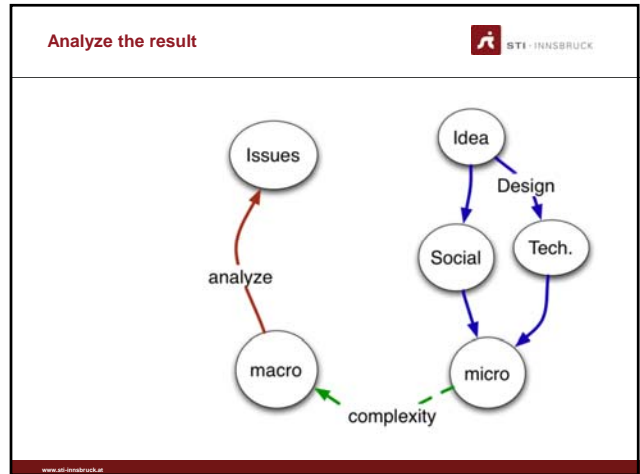 Analyze the result
STI · INNSBRUCK
Idea
Issues
Design
Social
Tech.
analyze
macro
micro
complexity
www.sti-innsbruck.at